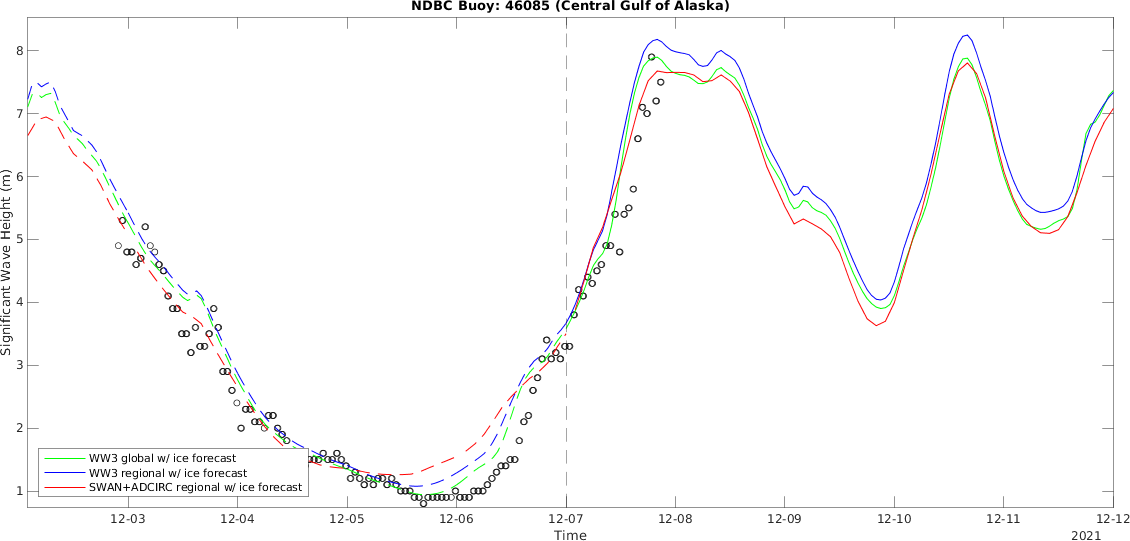 NDBC Buoy: 46085 (Central Gulf of Alaska)
Significant Wave Height (m)
8
7
6
5
4
3
2
1
WW3 global w/ ice forecast
WW3 regional w/ ice forecast
SWAN+ADCIRC regional w/ ice forecast
12-03 12-04 12-05 12-06 12-07 12-08 12-09 12-10 12-11 12-12
Time
2021